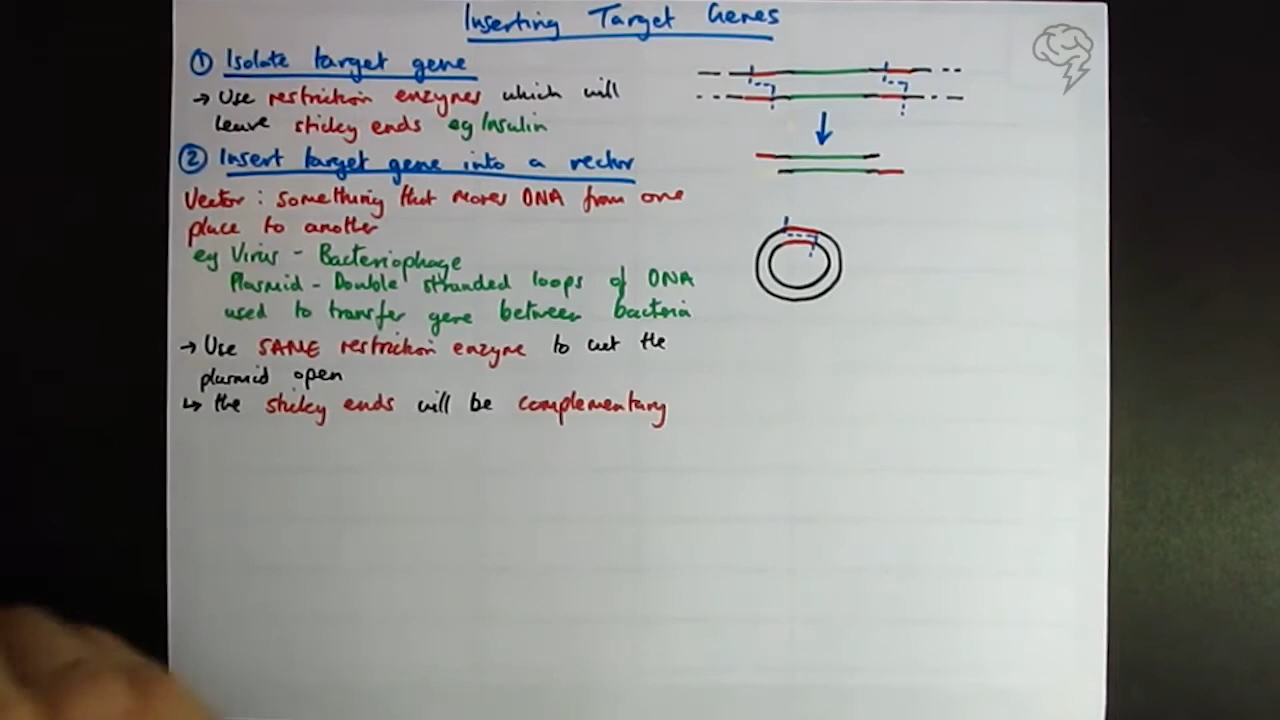 Inserting Target Genes
① Isolate target gene
→ Use restriction enzymes which will
leave sticky ends eg Insulin
② Insert target gene into a vector
Vector : something that moves DNA from one
place to another
eg Virus - Bacteriophage
Plasmid - Double stranded loops of DNA
used to transfer gene between bacteria
→ Use SAME restriction enzyme to cut the
plasmid open
↳ the sticky ends will be complementary